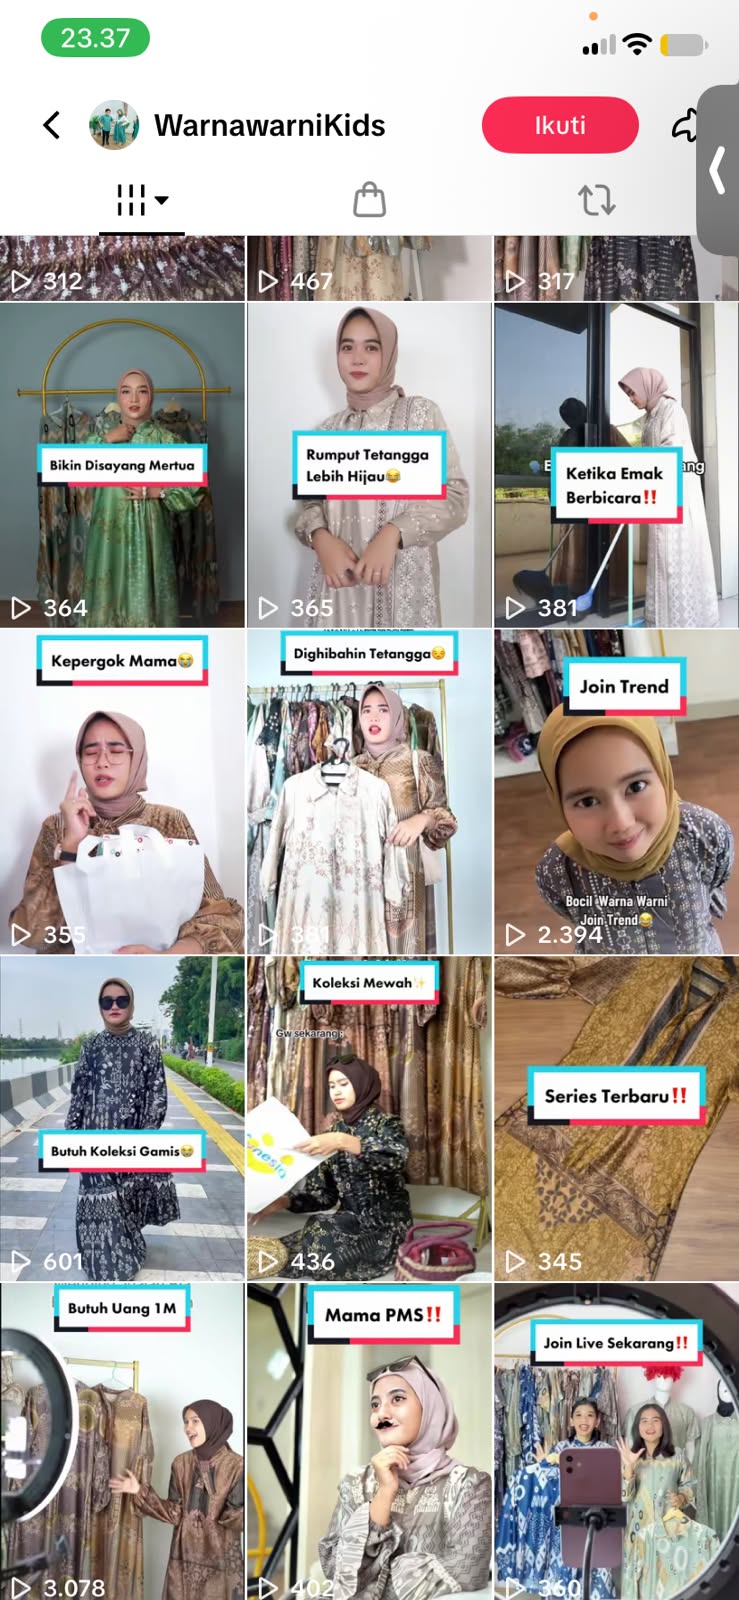 23.37
WarnawarniKids
Ikuti
312
467
317
Bikin Disayang Mertua
364
Rumput Tetangga
Lebih Hijau😂
365
Ketika Emak
Berbicara‼️
381
Kepergok Mama😭
355
Dighibahin Tetangga😒
381
Join Trend
Bocil Warna Warni
Join Trend😂
2.394
Butuh Koleksi Gamis😭
601
Koleksi Mewah✨
Gw sekarang :
436
Series Terbaru‼️
345
Butuh Uang 1M
3.078
Mama PMS‼️
402
Join Live Sekarang‼️
360